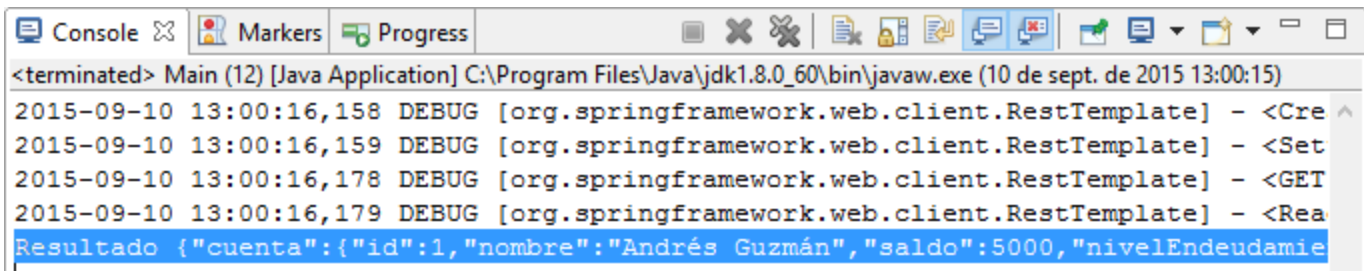 Console Markers Progress
<terminated> Main (12) [Java Application] C:\Program Files\Java\jdk1.8.0_60\bin\javaw.exe (10 de sept. de 2015 13:00:15)
2015-09-10 13:00:16,158 DEBUG [org.springframework.web.client.RestTemplate] - <Cre
2015-09-10 13:00:16,159 DEBUG [org.springframework.web.client.RestTemplate] - <Set
2015-09-10 13:00:16,178 DEBUG [org.springframework.web.client.RestTemplate] - <GET
2015-09-10 13:00:16,179 DEBUG [org.springframework.web.client.RestTemplate] - <Rea
Resultado {"cuenta":{"id":1,"nombre":"Andrés Guzmán","saldo":5000,"nivelEndeudamie